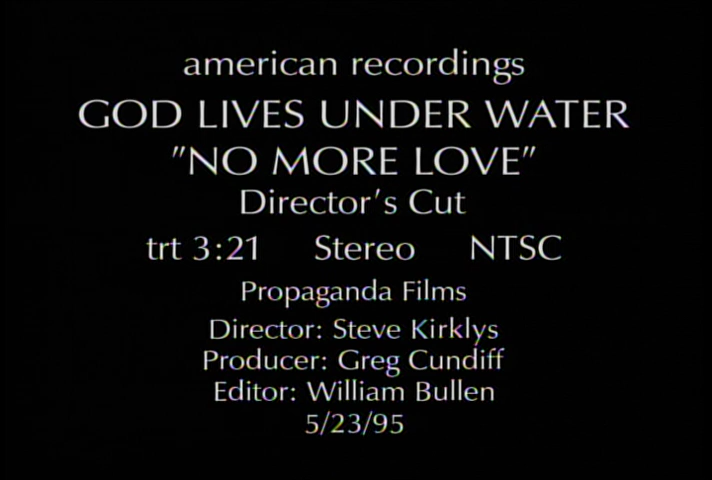 american recordings
GOD LIVES UNDER WATER
"NO MORE LOVE"
Director's Cut
trt 3:21 Stereo NTSC
Propaganda Films
Director: Steve Kirklys
Producer: Greg Cundiff
Editor: William Bullen
5/23/95